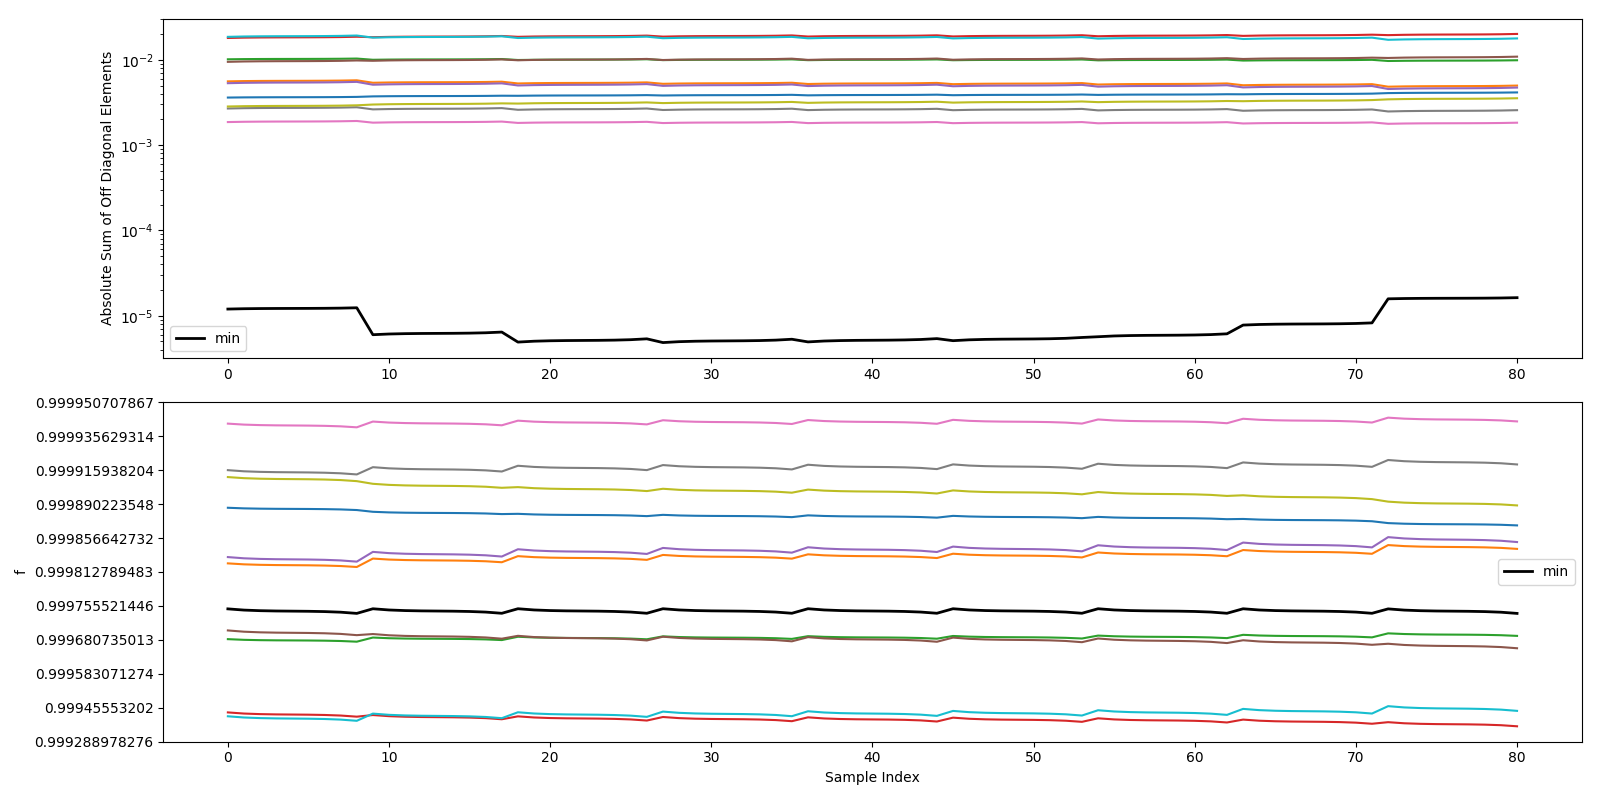 Absolute Sum of Off Diagonal Elements
10⁻²
10⁻³
10⁻⁴
10⁻⁵
min
0 10 20 30 40 50 60 70 80
f
0.999950707867
0.999935629314
0.999915938204
0.999890223548
0.999856642732
0.999812789483
0.999755521446
0.999680735013
0.999583071274
0.99945553202
0.999288978276
min
0 10 20 30 40 50 60 70 80
Sample Index